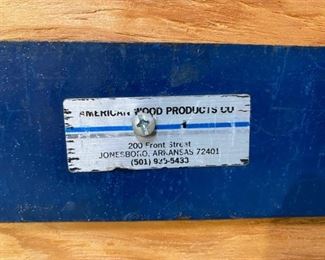 AMERICAN WOOD PRODUCTS CO
200 Front Street
JONESBORO, ARKANSAS 72401
(501) 935-5433